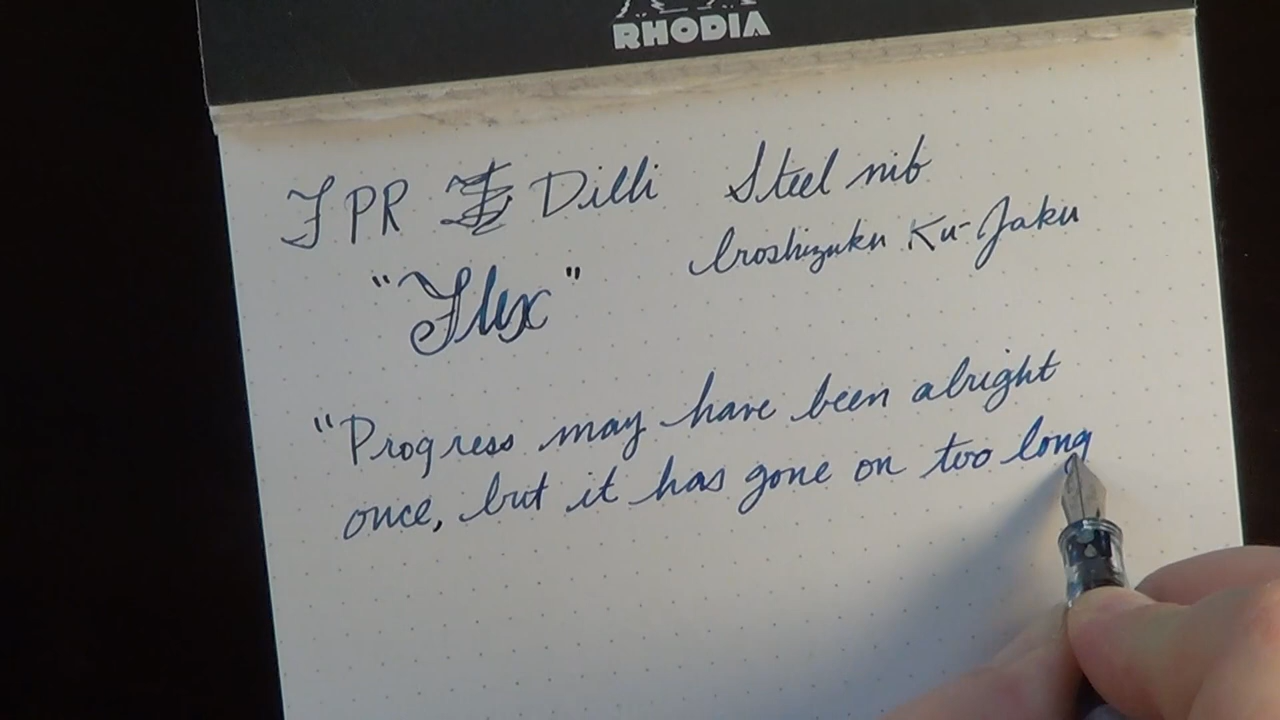 RHODIA
FPR Dilli Steel nib
Iroshizuku Ku-Jaku
"Flex"
"Progress may have been alright
once, but it has gone on too long